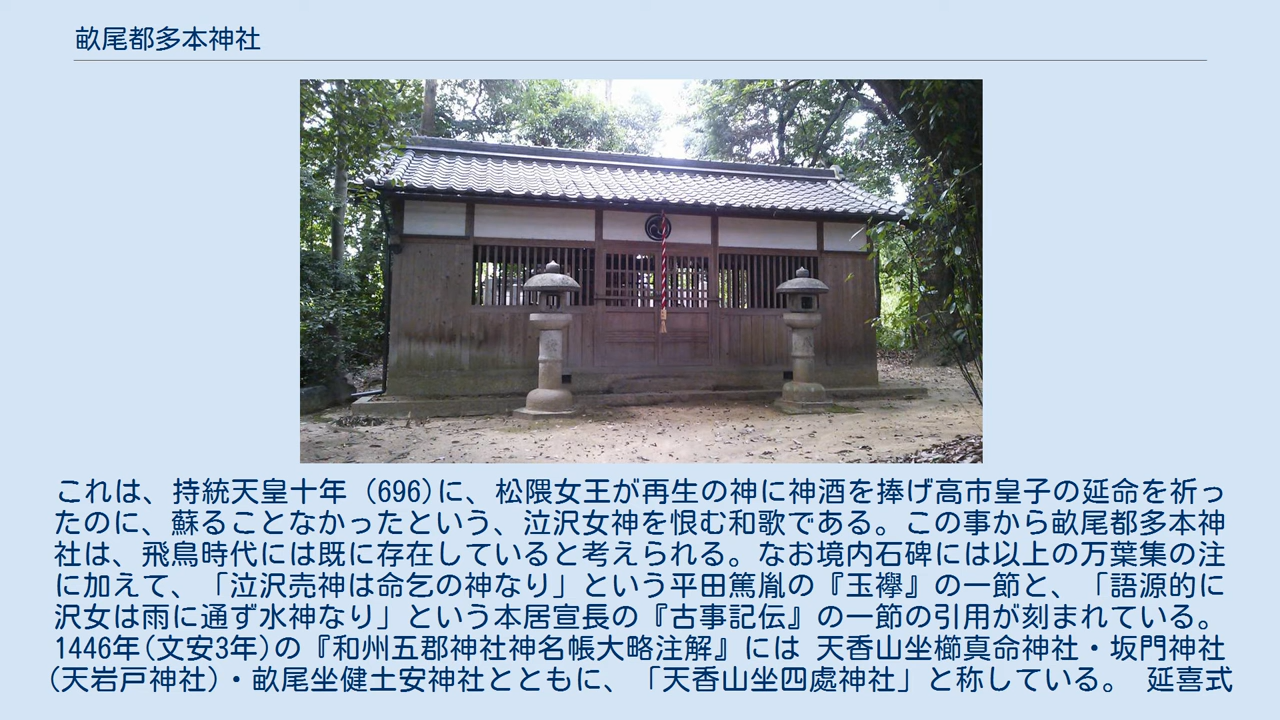 畝尾都多本神社
これは、持統天皇十年 (696)に、松隈女王が再生の神に神酒を捧げ高市皇子の延命を祈っ
たのに、蘇ることなかったという、泣沢女神を恨む和歌である。この事から畝尾都多本神
社は、飛鳥時代には既に存在していると考えられる。なお境内石碑には以上の万葉集の注
に加えて、「泣沢売神は命乞の神なり」という平田篤胤の『玉襷』の一節と、「語源的に
沢女は雨に通ず水神なり」という本居宣長の『古事記伝』の一節の引用が刻まれている。
1446年(文安3年)の『和州五郡神社神名帳大略注解』には 天香山坐櫛真命神社・坂門神社
(天岩戸神社)・畝尾坐健土安神社とともに、「天香山坐四處神社」と称している。 延喜式